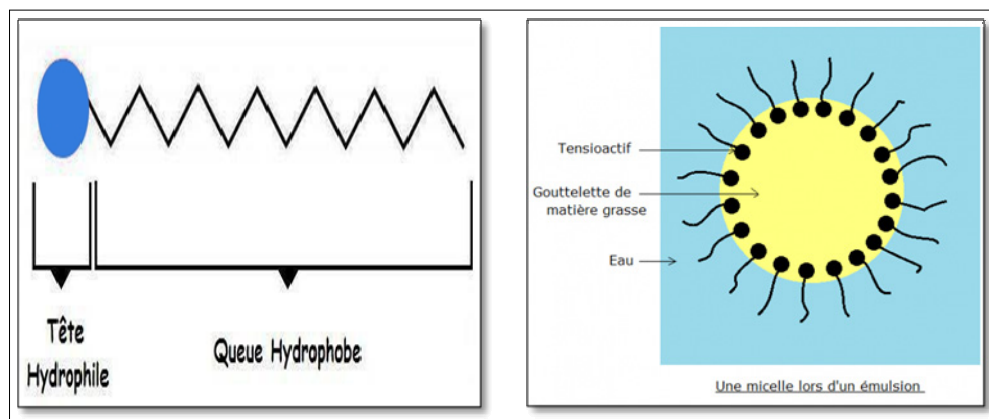 Tête
Hydrophile
Queue Hydrophobe
Tensioactif
Gouttelette de
matière grasse
Eau
Une micelle lors d'un émulsion